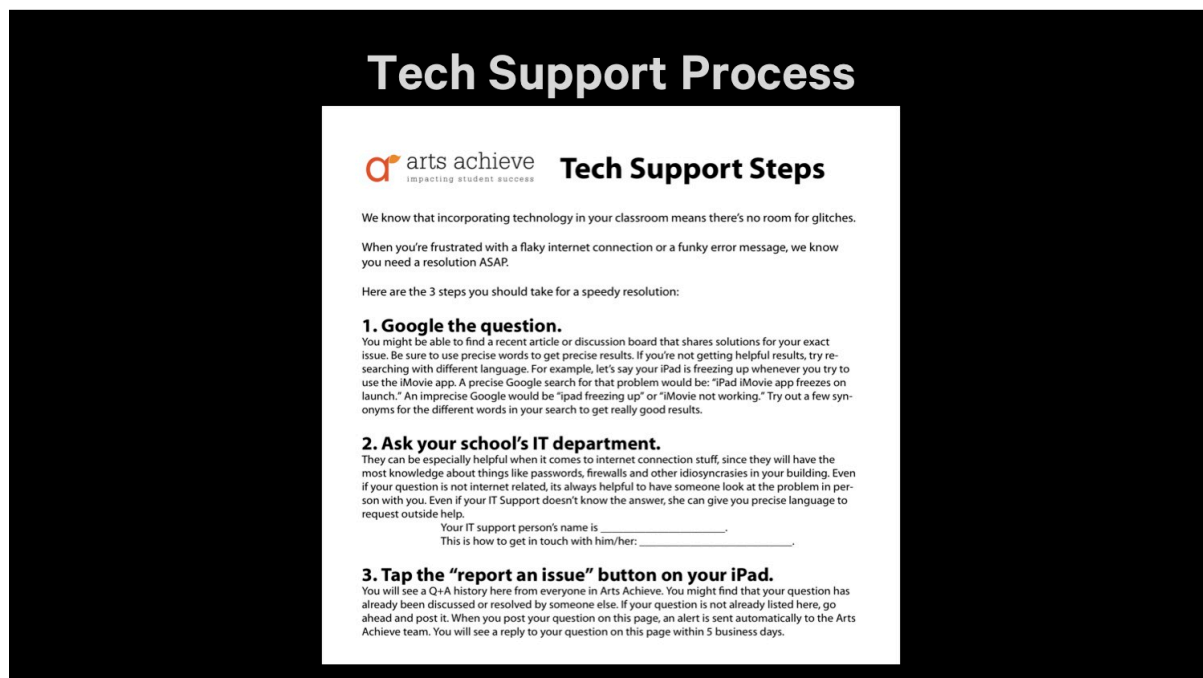 Tech Support Process
arts achieve
impacting student success
Tech Support Steps
We know that incorporating technology in your classroom means there's no room for glitches.
When you're frustrated with a flaky internet connection or a funky error message, we know
you need a resolution ASAP.
Here are the 3 steps you should take for a speedy resolution:
1. Google the question.
You might be able to find a recent article or discussion board that shares solutions for your exact
issue. Be sure to use precise words to get precise results. If you're not getting helpful results, try re-
searching with different language. For example, let's say your iPad is freezing up whenever you try to
use the iMovie app. A precise Google search for that problem would be: "iPad iMovie app freezes on
launch." An imprecise Google would be "ipad freezing up" or "iMovie not working." Try out a few syn-
onyms for the different words in your search to get really good results.
2. Ask your school's IT department.
They can be especially helpful when it comes to internet connection stuff, since they will have the
most knowledge about things like passwords, firewalls and other idiosyncrasies in your building. Even
if your question is not internet related, its always helpful to have someone look at the problem in per-
son with you. Even if your IT Support doesn't know the answer, she can give you precise language to
request outside help.
Your IT support person's name is ______________________.
This is how to get in touch with him/her: ___________________________.
3. Tap the "report an issue" button on your iPad.
You will see a Q+A history here from everyone in Arts Achieve. You might find that your question has
already been discussed or resolved by someone else. If your question is not already listed here, go
ahead and post it. When you post your question on this page, an alert is sent automatically to the Arts
Achieve team. You will see a reply to your question on this page within 5 business days.